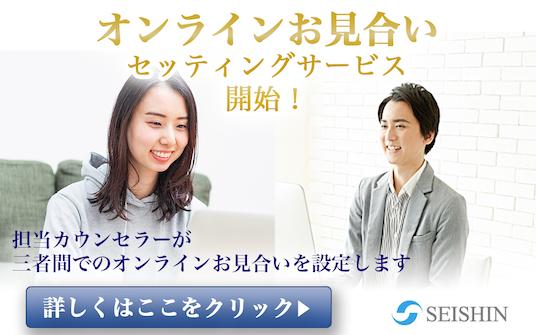 オンラインお見合い
セッティングサービス
開始！
担当カウンセラーが
三者間でのオンラインお見合いを設定します
詳しくはここをクリック▶
SEISHIN